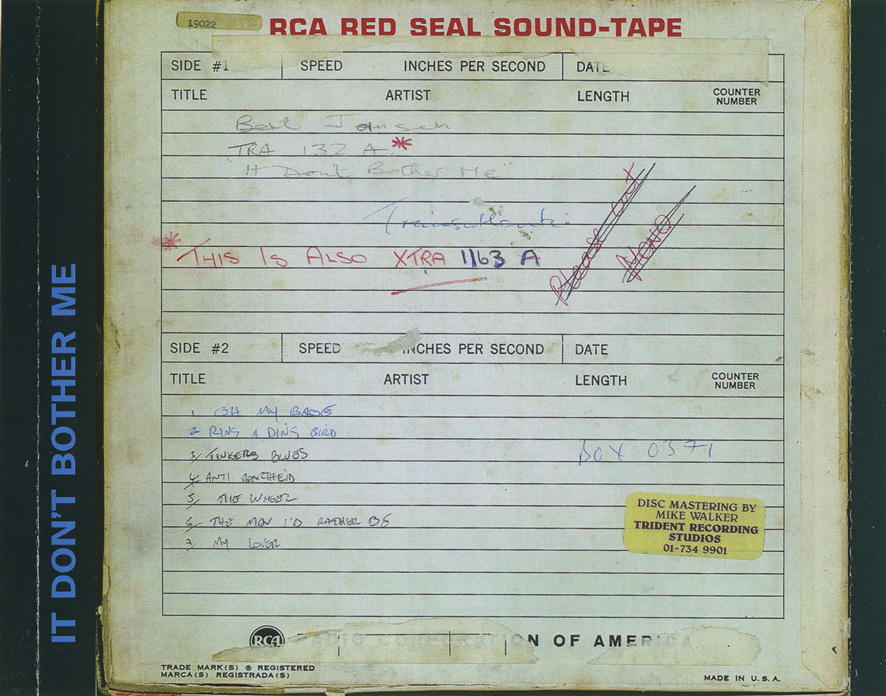 19022
RCA RED SEAL SOUND-TAPE
SIDE #1 SPEED INCHES PER SECOND DATE
TITLE ARTIST LENGTH COUNTER NUMBER
Bert Jansch
TRA 132 A *
"It Don't Bother Me"
Transatlantic
* THIS IS ALSO XTRA 1163 A
Please
Mono
SIDE #2 SPEED INCHES PER SECOND DATE
TITLE ARTIST LENGTH COUNTER NUMBER
1 OH MY BABE
2 RING A DING BIRD
3/ TINKERS BLUES
BOX 0371
4/ ANTI APARTHEID
5/ THE WHEEL
6/ THE MAN I'D RATHER BE
7/ MY LOVER
DISC MASTERING BY
MIKE WALKER
TRIDENT RECORDING
STUDIOS
01-734 9901
RCA RADIO CORPORATION OF AMERICA
TRADE MARK(S) ® REGISTERED
MARCA(S) REGISTRADA(S)
MADE IN U.S.A.
IT DON'T BOTHER ME